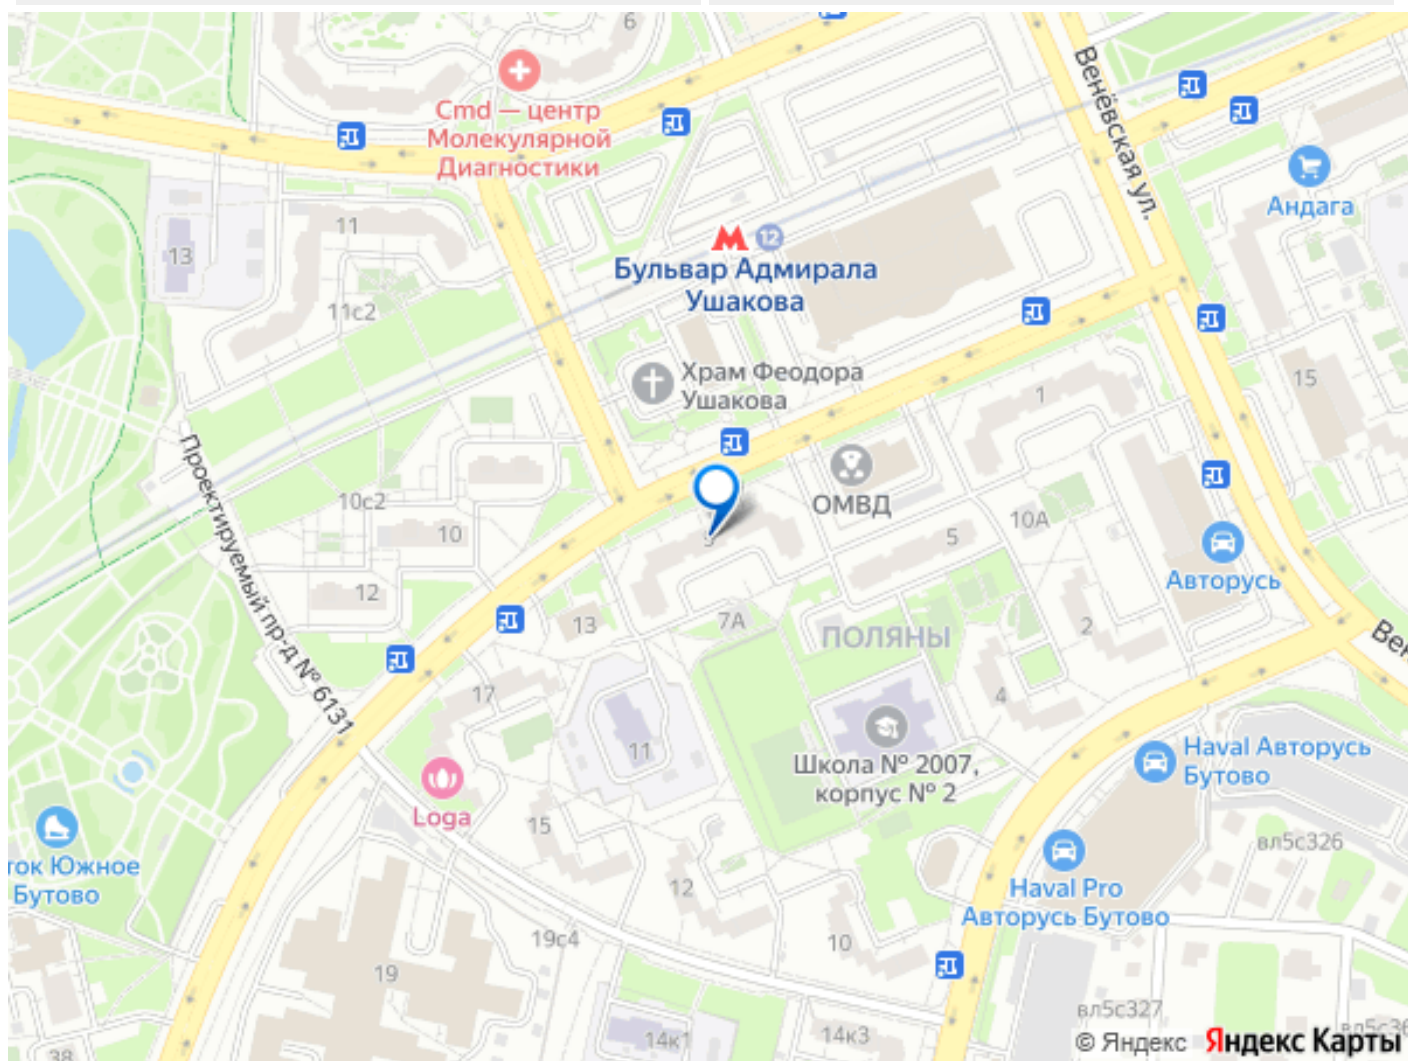 6
Cmd — центр
Молекулярной
Диагностики
Венёвская ул.
Андага
11
13
12
Бульвар Адмирала
Ушакова
11с2
Храм Феодора
Ушакова
15
1
Проектируемый пр-д № 6131
10с2
10
ОМВД
10А
5
Авторусь
12
13
7А
ПОЛЯНЫ
2
Вен
17
4
11
Школа № 2007,
корпус № 2
Haval Авторусь
Бутово
Loga
15
ток Южное
Бутово
вл5с326
Haval Pro
Авторусь Бутово
12
19с4
10
19
вл5с327
14к1
14к3
38
© Яндекс Яндекс Карты